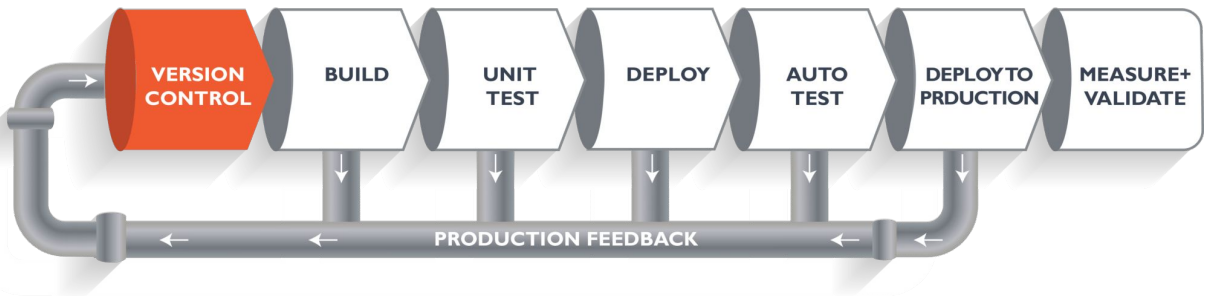 VERSION
CONTROL
BUILD
UNIT
TEST
DEPLOY
AUTO
TEST
DEPLOY TO
PRDUCTION
MEASURE+
VALIDATE
PRODUCTION FEEDBACK